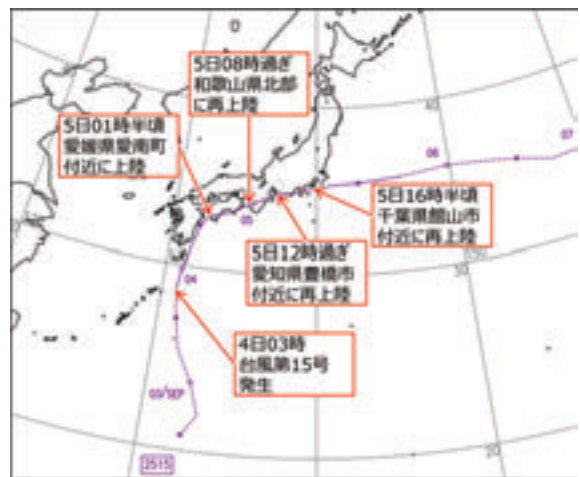 5日08時過ぎ
和歌山県北部
に再上陸
5日01時半頃
愛媛県愛南町
付近に上陸
40
06
07
5日16時半頃
千葉県館山市
付近に再上陸
05
5日12時過ぎ
愛知県豊橋市
付近に再上陸
30
04
4日03時
台風第15号
発生
03/SEP
20
2515